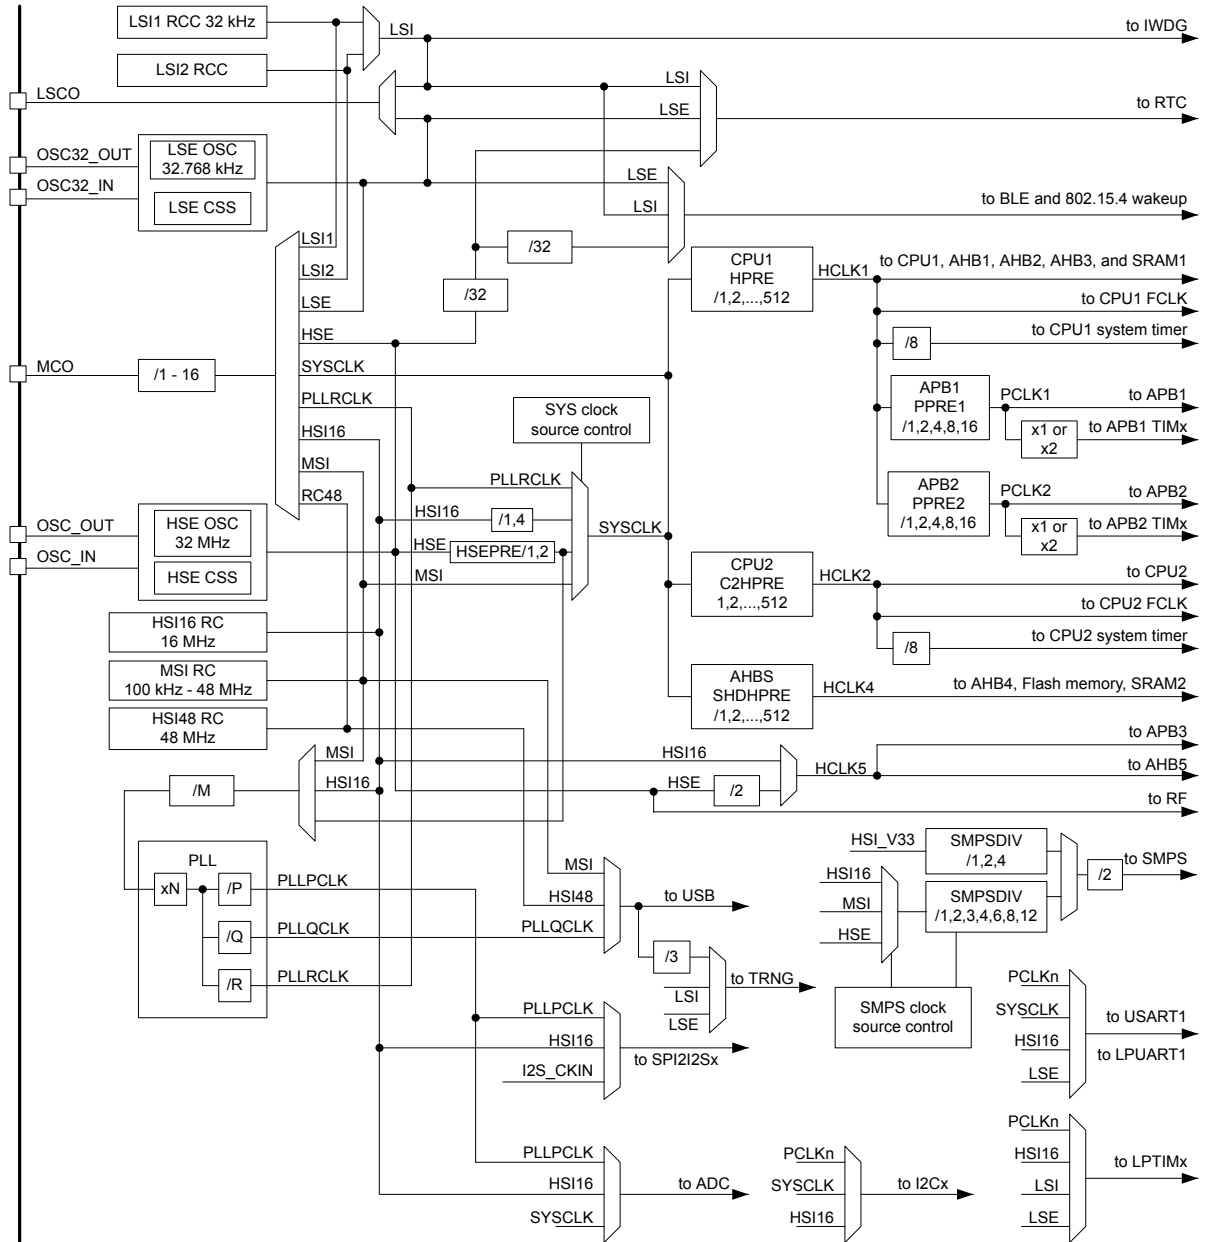 LSI1 RCC 32 kHz
LSI
to IWDG
LSI2 RCC
LSI
LSCO
LSE
to RTC
LSE OSC
32.768 kHz
OSC32_OUT
OSC32_IN
LSE CSS
LSE
LSI
to BLE and 802.15.4 wakeup
LSI1
/32
LSI2
/32
LSE
CPU1
HPRE
/1,2,...,512
HCLK1
to CPU1, AHB1, AHB2, AHB3, and SRAM1
to CPU1 FCLK
HSE
/8
to CPU1 system timer
MCO
/1 - 16
SYSCLK
PLLRCLK
APB1
PPRE1
/1,2,4,8,16
PCLK1
to APB1
x1 or
x2
to APB1 TIMx
SYS clock
source control
HSI16
MSI
RC48
PLLRCLK
APB2
PPRE2
/1,2,4,8,16
PCLK2
to APB2
x1 or
x2
to APB2 TIMx
OSC_OUT
HSE OSC
32 MHz
HSI16
/1,4
SYSCLK
OSC_IN
HSE CSS
HSE
HSEPRE/1,2
MSI
CPU2
C2HPRE
1,2,...,512
HCLK2
to CPU2
to CPU2 FCLK
HSI16 RC
16 MHz
/8
to CPU2 system timer
MSI RC
100 kHz - 48 MHz
AHBS
SHDHPRE
/1,2,...,512
HCLK4
to AHB4, Flash memory, SRAM2
HSI48 RC
48 MHz
to APB3
MSI
HSI16
HCLK5
to AHB5
/M
HSI16
HSE
/2
to RF
PLL
HSI_V33
SMPSDIV
/1,2,4
/2
to SMPS
xN
/P
PLLPCLK
MSI
HSI16
SMPSDIV
/1,2,3,4,6,8,12
HSI48
to USB
MSI
/Q
PLLQCLK
PLLQCLK
HSE
/3
/R
PLLRCLK
to TRNG
LSI
LSE
SMPS clock
source control
PCLKn
SYSCLK
HSI16
LSE
to USART1
to LPUART1
PLLPCLK
HSI16
I2S_CKIN
to SPI2I2Sx
PLLPCLK
HSI16
SYSCLK
to ADC
PCLKn
SYSCLK
HSI16
to I2Cx
PCLKn
HSI16
LSI
LSE
to LPTIMx